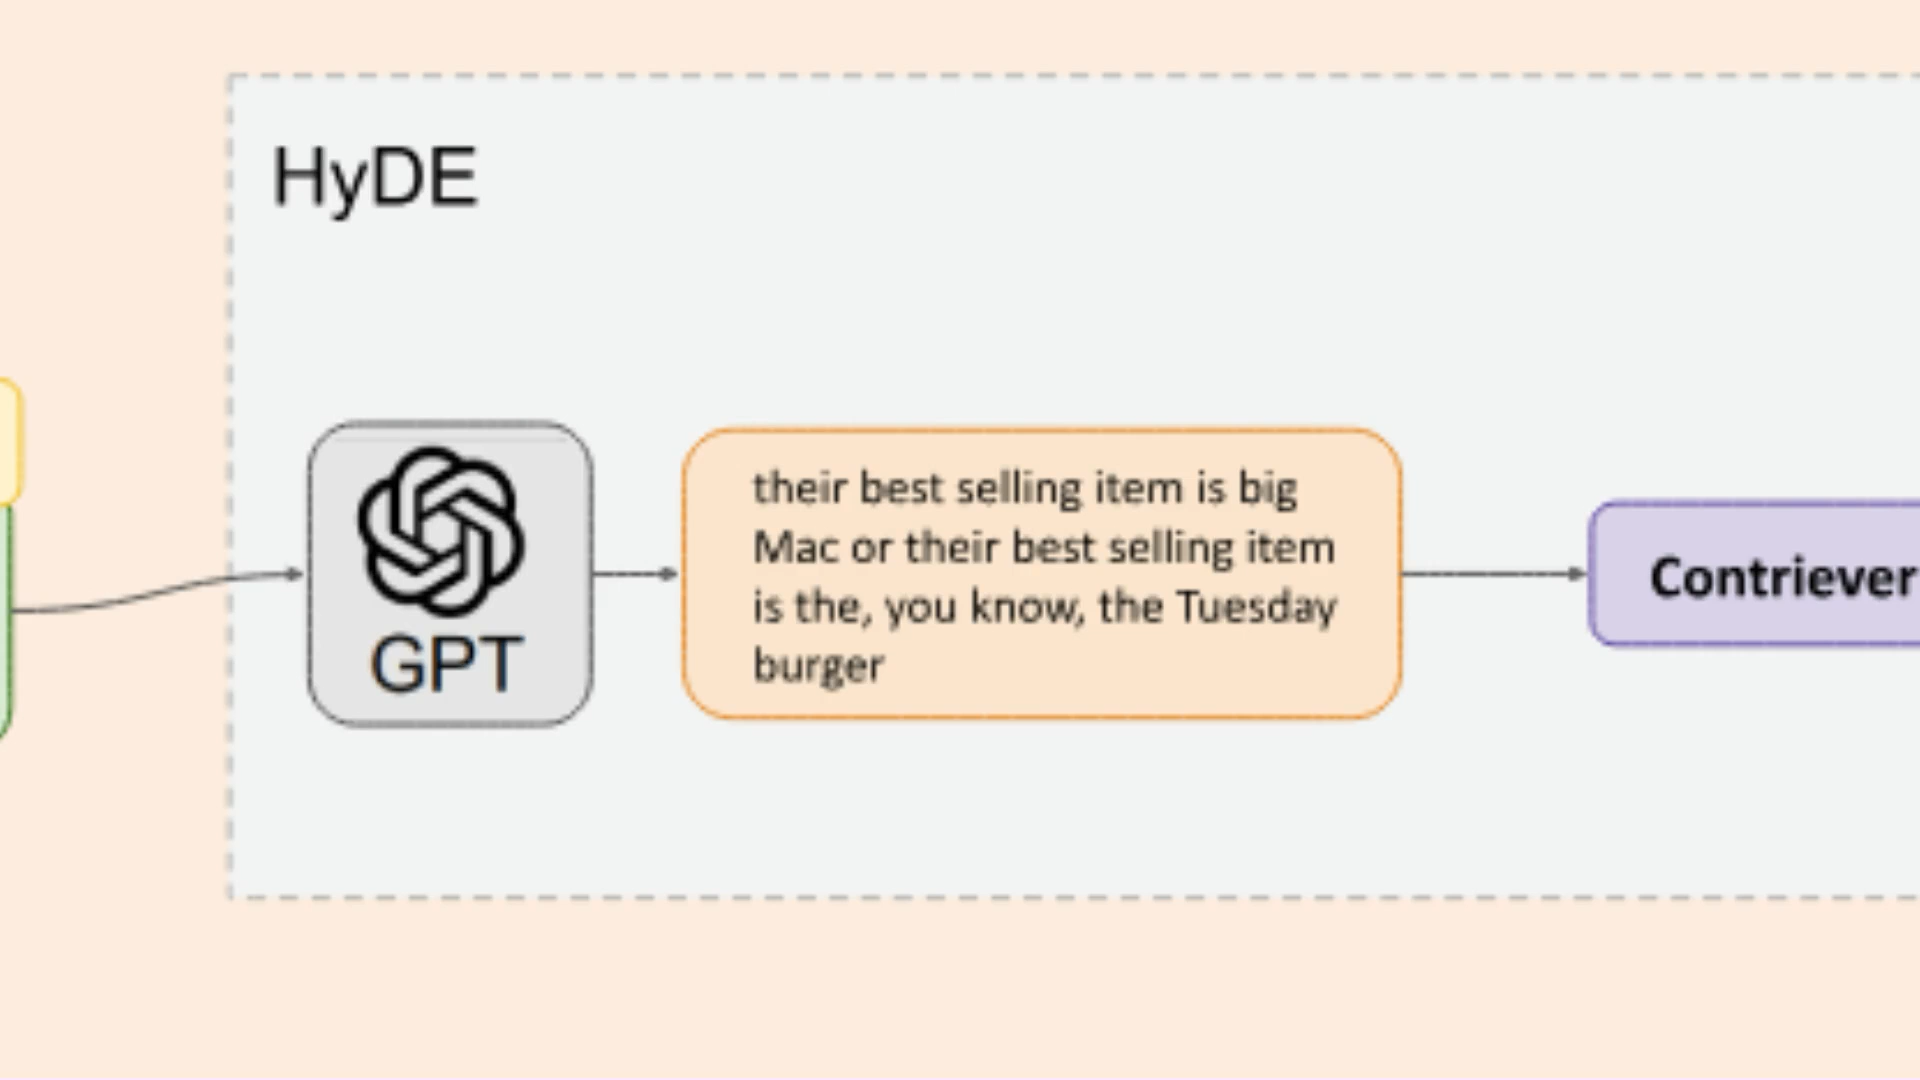 HyDE
GPT
their best selling item is big
Mac or their best selling item
is the, you know, the Tuesday
burger
Contriever